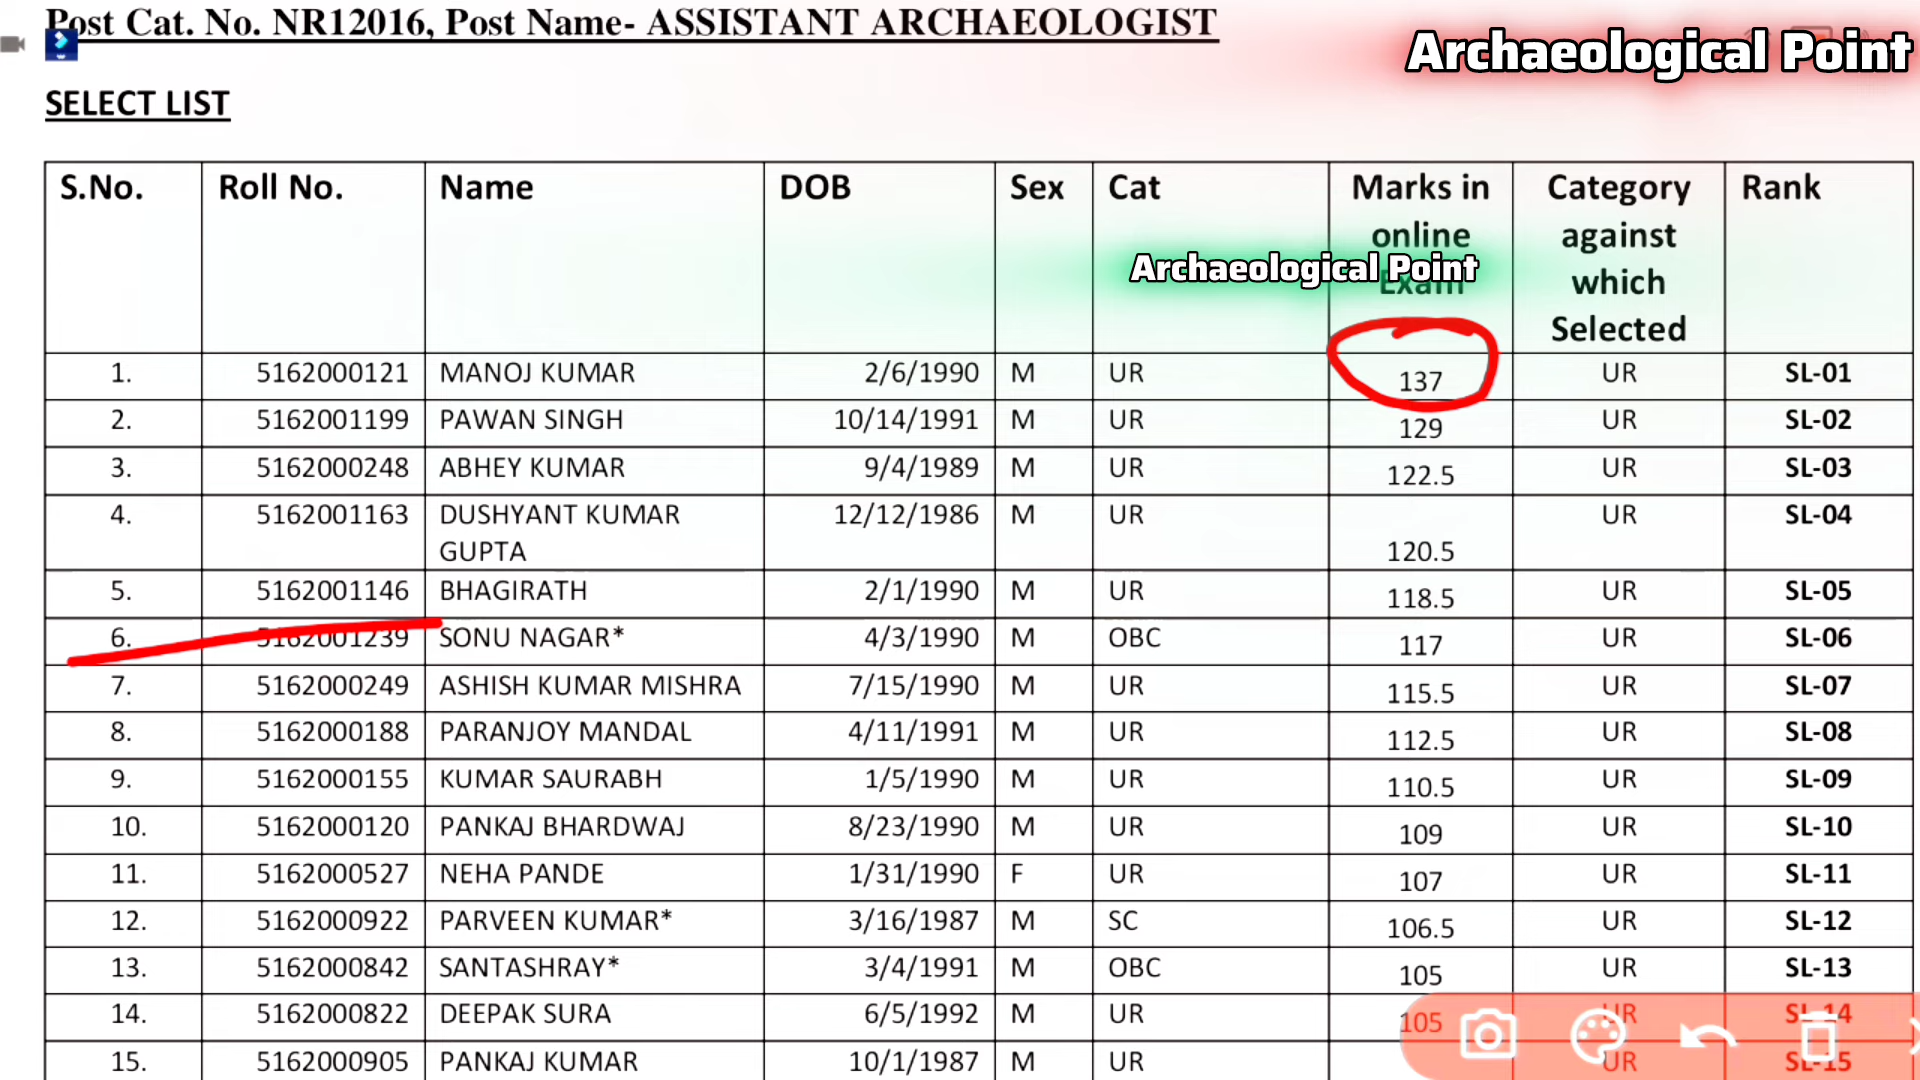 Post Cat. No. NR12016, Post Name- ASSISTANT ARCHAEOLOGIST
Archaeological Point
SELECT LIST
S.No. Roll No. Name DOB Sex Cat Marks in online Exam Category against which Selected Rank
Archaeological Point
1. 5162000121 MANOJ KUMAR 2/6/1990 M UR 137 UR SL-01
2. 5162001199 PAWAN SINGH 10/14/1991 M UR 129 UR SL-02
3. 5162000248 ABHEY KUMAR 9/4/1989 M UR 122.5 UR SL-03
4. 5162001163 DUSHYANT KUMAR GUPTA 12/12/1986 M UR 120.5 UR SL-04
5. 5162001146 BHAGIRATH 2/1/1990 M UR 118.5 UR SL-05
6. 5162001239 SONU NAGAR* 4/3/1990 M OBC 117 UR SL-06
7. 5162000249 ASHISH KUMAR MISHRA 7/15/1990 M UR 115.5 UR SL-07
8. 5162000188 PARANJOY MANDAL 4/11/1991 M UR 112.5 UR SL-08
9. 5162000155 KUMAR SAURABH 1/5/1990 M UR 110.5 UR SL-09
10. 5162000120 PANKAJ BHARDWAJ 8/23/1990 M UR 109 UR SL-10
11. 5162000527 NEHA PANDE 1/31/1990 F UR 107 UR SL-11
12. 5162000922 PARVEEN KUMAR* 3/16/1987 M SC 106.5 UR SL-12
13. 5162000842 SANTASHRAY* 3/4/1991 M OBC 105 UR SL-13
14. 5162000822 DEEPAK SURA 6/5/1992 M UR 105 UR SL-14
15. 5162000905 PANKAJ KUMAR 10/1/1987 M UR UR SL-15